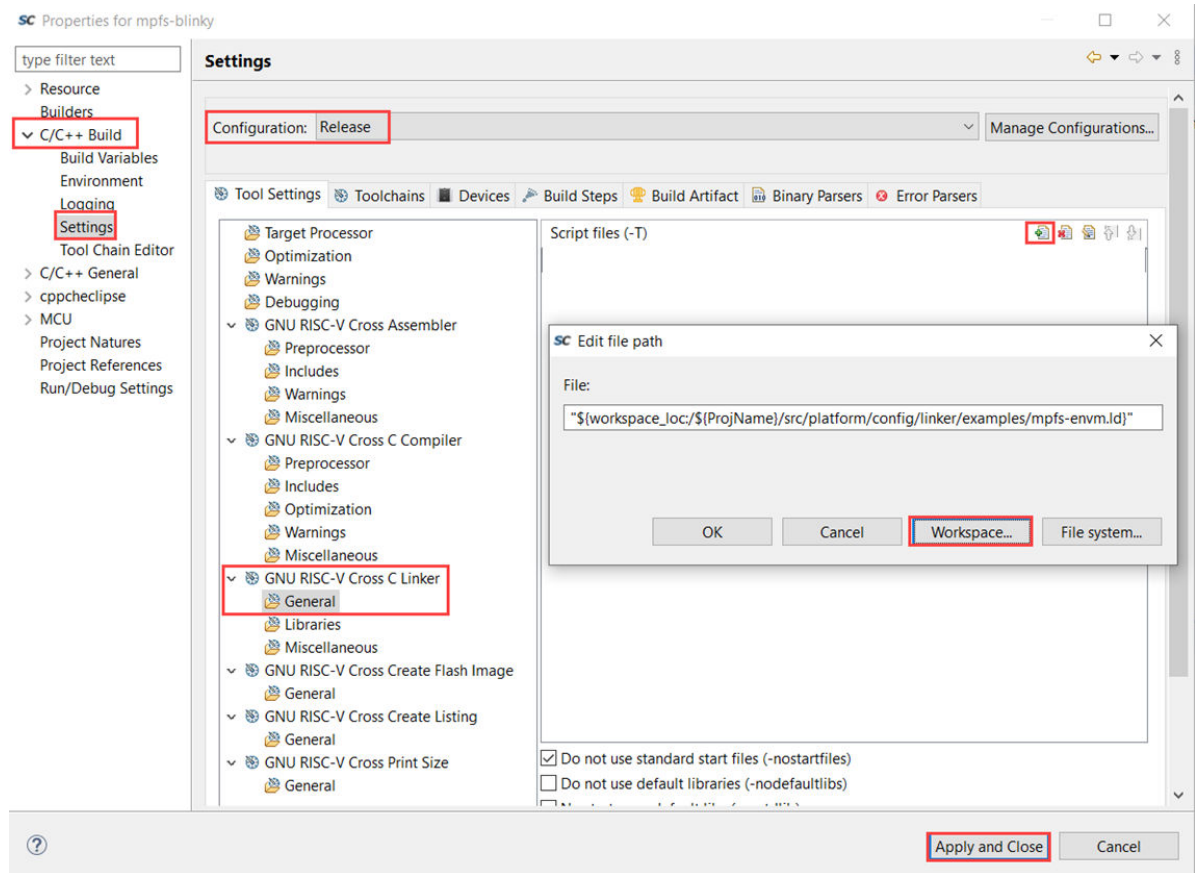 SC Properties for mpfs-blinky
type filter text
Resource
Builders
C/C++ Build
Build Variables
Environment
Logging
Settings
Tool Chain Editor
C/C++ General
cppcheclipse
MCU
Project Natures
Project References
Run/Debug Settings
Settings
Configuration: Release
Manage Configurations...
Tool Settings Toolchains Devices Build Steps Build Artifact Binary Parsers Error Parsers
Target Processor
Optimization
Warnings
Debugging
GNU RISC-V Cross Assembler
Preprocessor
Includes
Warnings
Miscellaneous
GNU RISC-V Cross C Compiler
Preprocessor
Includes
Optimization
Warnings
Miscellaneous
GNU RISC-V Cross C Linker
General
Libraries
Miscellaneous
GNU RISC-V Cross Create Flash Image
General
GNU RISC-V Cross Create Listing
General
GNU RISC-V Cross Print Size
General
Script files (-T)
SC Edit file path
File:
"${workspace_loc:/${ProjName}/src/platform/config/linker/examples/mpfs-envm.ld}"
OK Cancel Workspace... File system...
Do not use standard start files (-nostartfiles)
Do not use default libraries (-nodefaultlibs)
Apply and Close Cancel